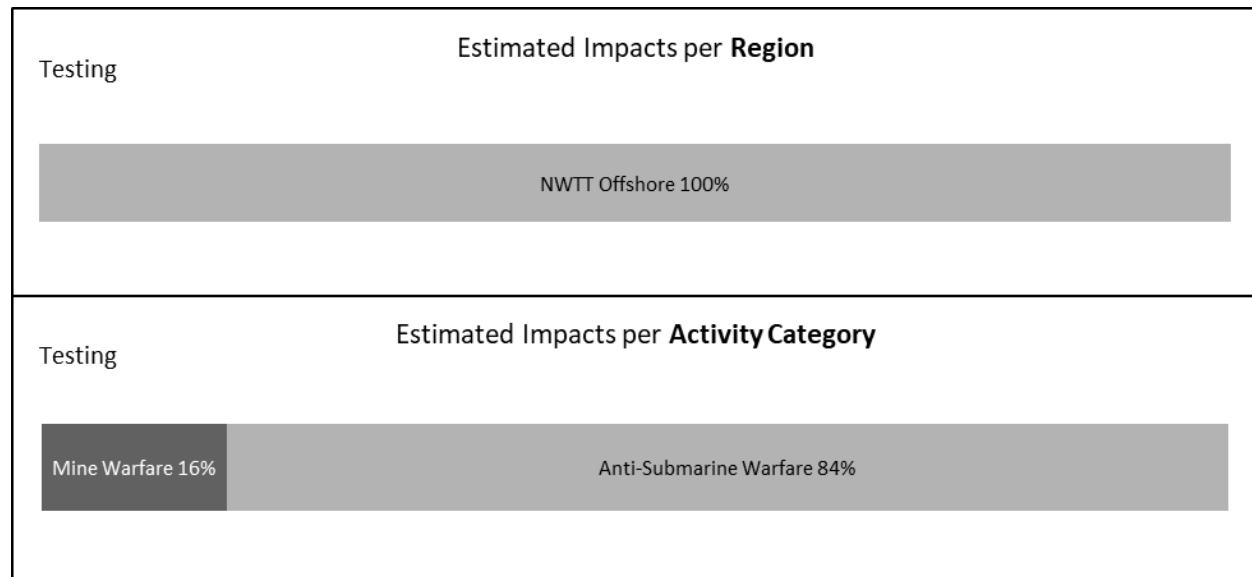 Estimated Impacts per Region
Testing
NWTT Offshore 100%
Estimated Impacts per Activity Category
Testing
Mine Warfare 16%
Anti-Submarine Warfare 84%